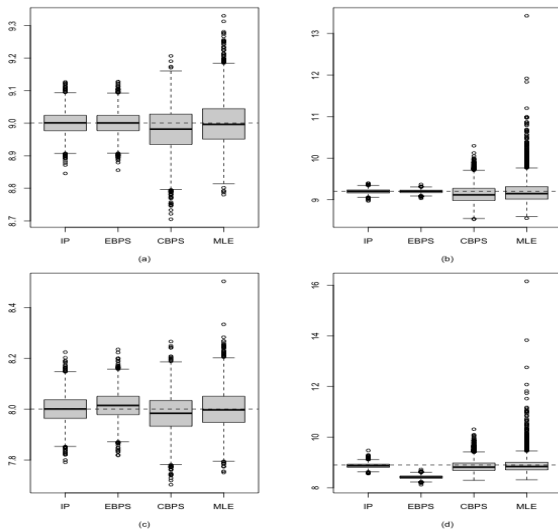 9.3
9.2
9.1
9.0
8.9
8.8
8.7
IP EBPS CBPS MLE
(a)
13
12
11
10
9
IP EBPS CBPS MLE
(b)
8.4
8.2
8.0
7.8
IP EBPS CBPS MLE
(c)
16
14
12
10
8
IP EBPS CBPS MLE
(d)